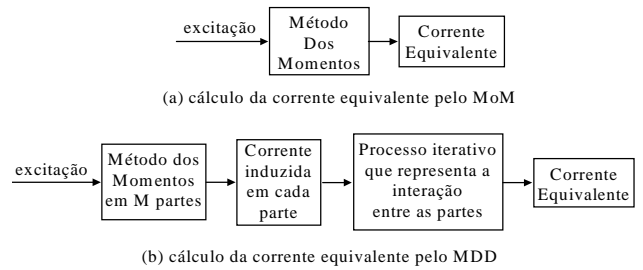 excitação
Método
Dos
Momentos
Corrente
Equivalente
(a) cálculo da corrente equivalente pelo MoM
excitação
Método dos
Momentos
em M partes
Corrente
induzida
em cada
parte
Processo iterativo
que representa a
interação
entre as partes
Corrente
Equivalente
(b) cálculo da corrente equivalente pelo MDD